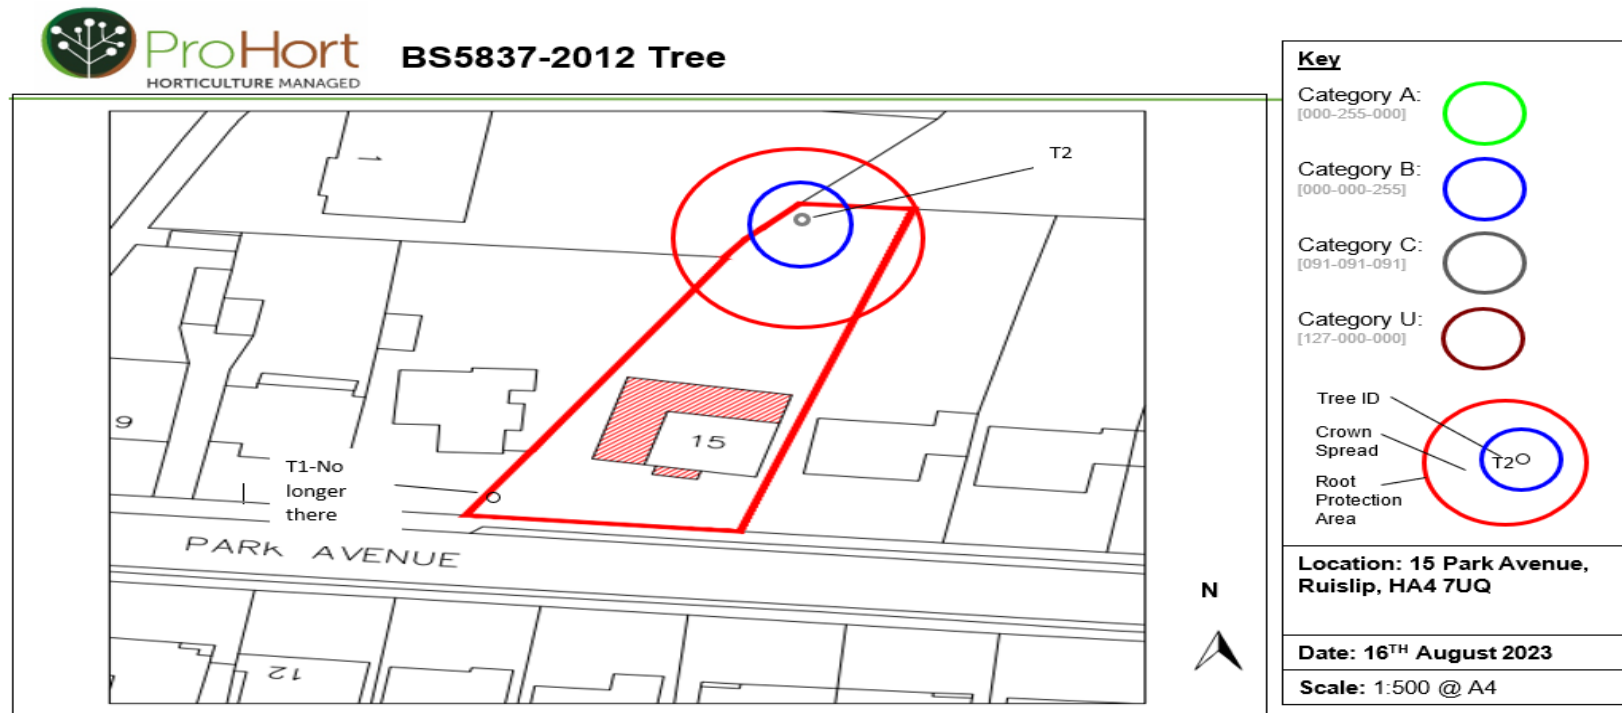 ProHort
HORTICULTURE MANAGED
BS5837-2012 Tree
1
T2
9
15
T1-No
longer
there
PARK AVENUE
12
N
Key
Category A:
[000-255-000]
Category B:
[000-000-255]
Category C:
[091-091-091]
Category U:
[127-000-000]
Tree ID
Crown
Spread
T2
Root
Protection
Area
Location: 15 Park Avenue,
Ruislip, HA4 7UQ
Date: 16TH August 2023
Scale: 1:500 @ A4